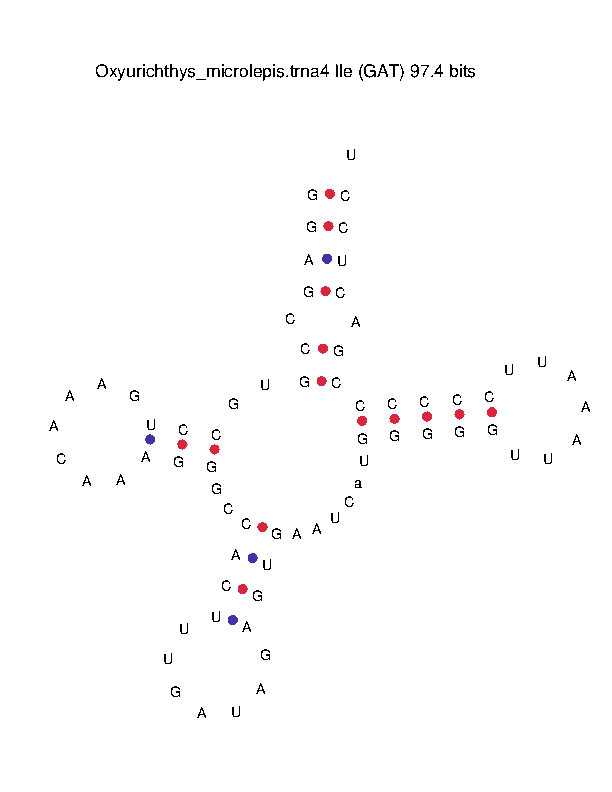 Oxyurichthys_microlepis.trna4 Ile (GAT) 97.4 bits
U
G C
G C
A U
G C
C A
C G
U U A
A U G C
A G G C C C C C A
A U C C G G G G G A
C A G G U U U
A A G a
C C
C G A A U
A U
C G
U U A
U G
G A
A U